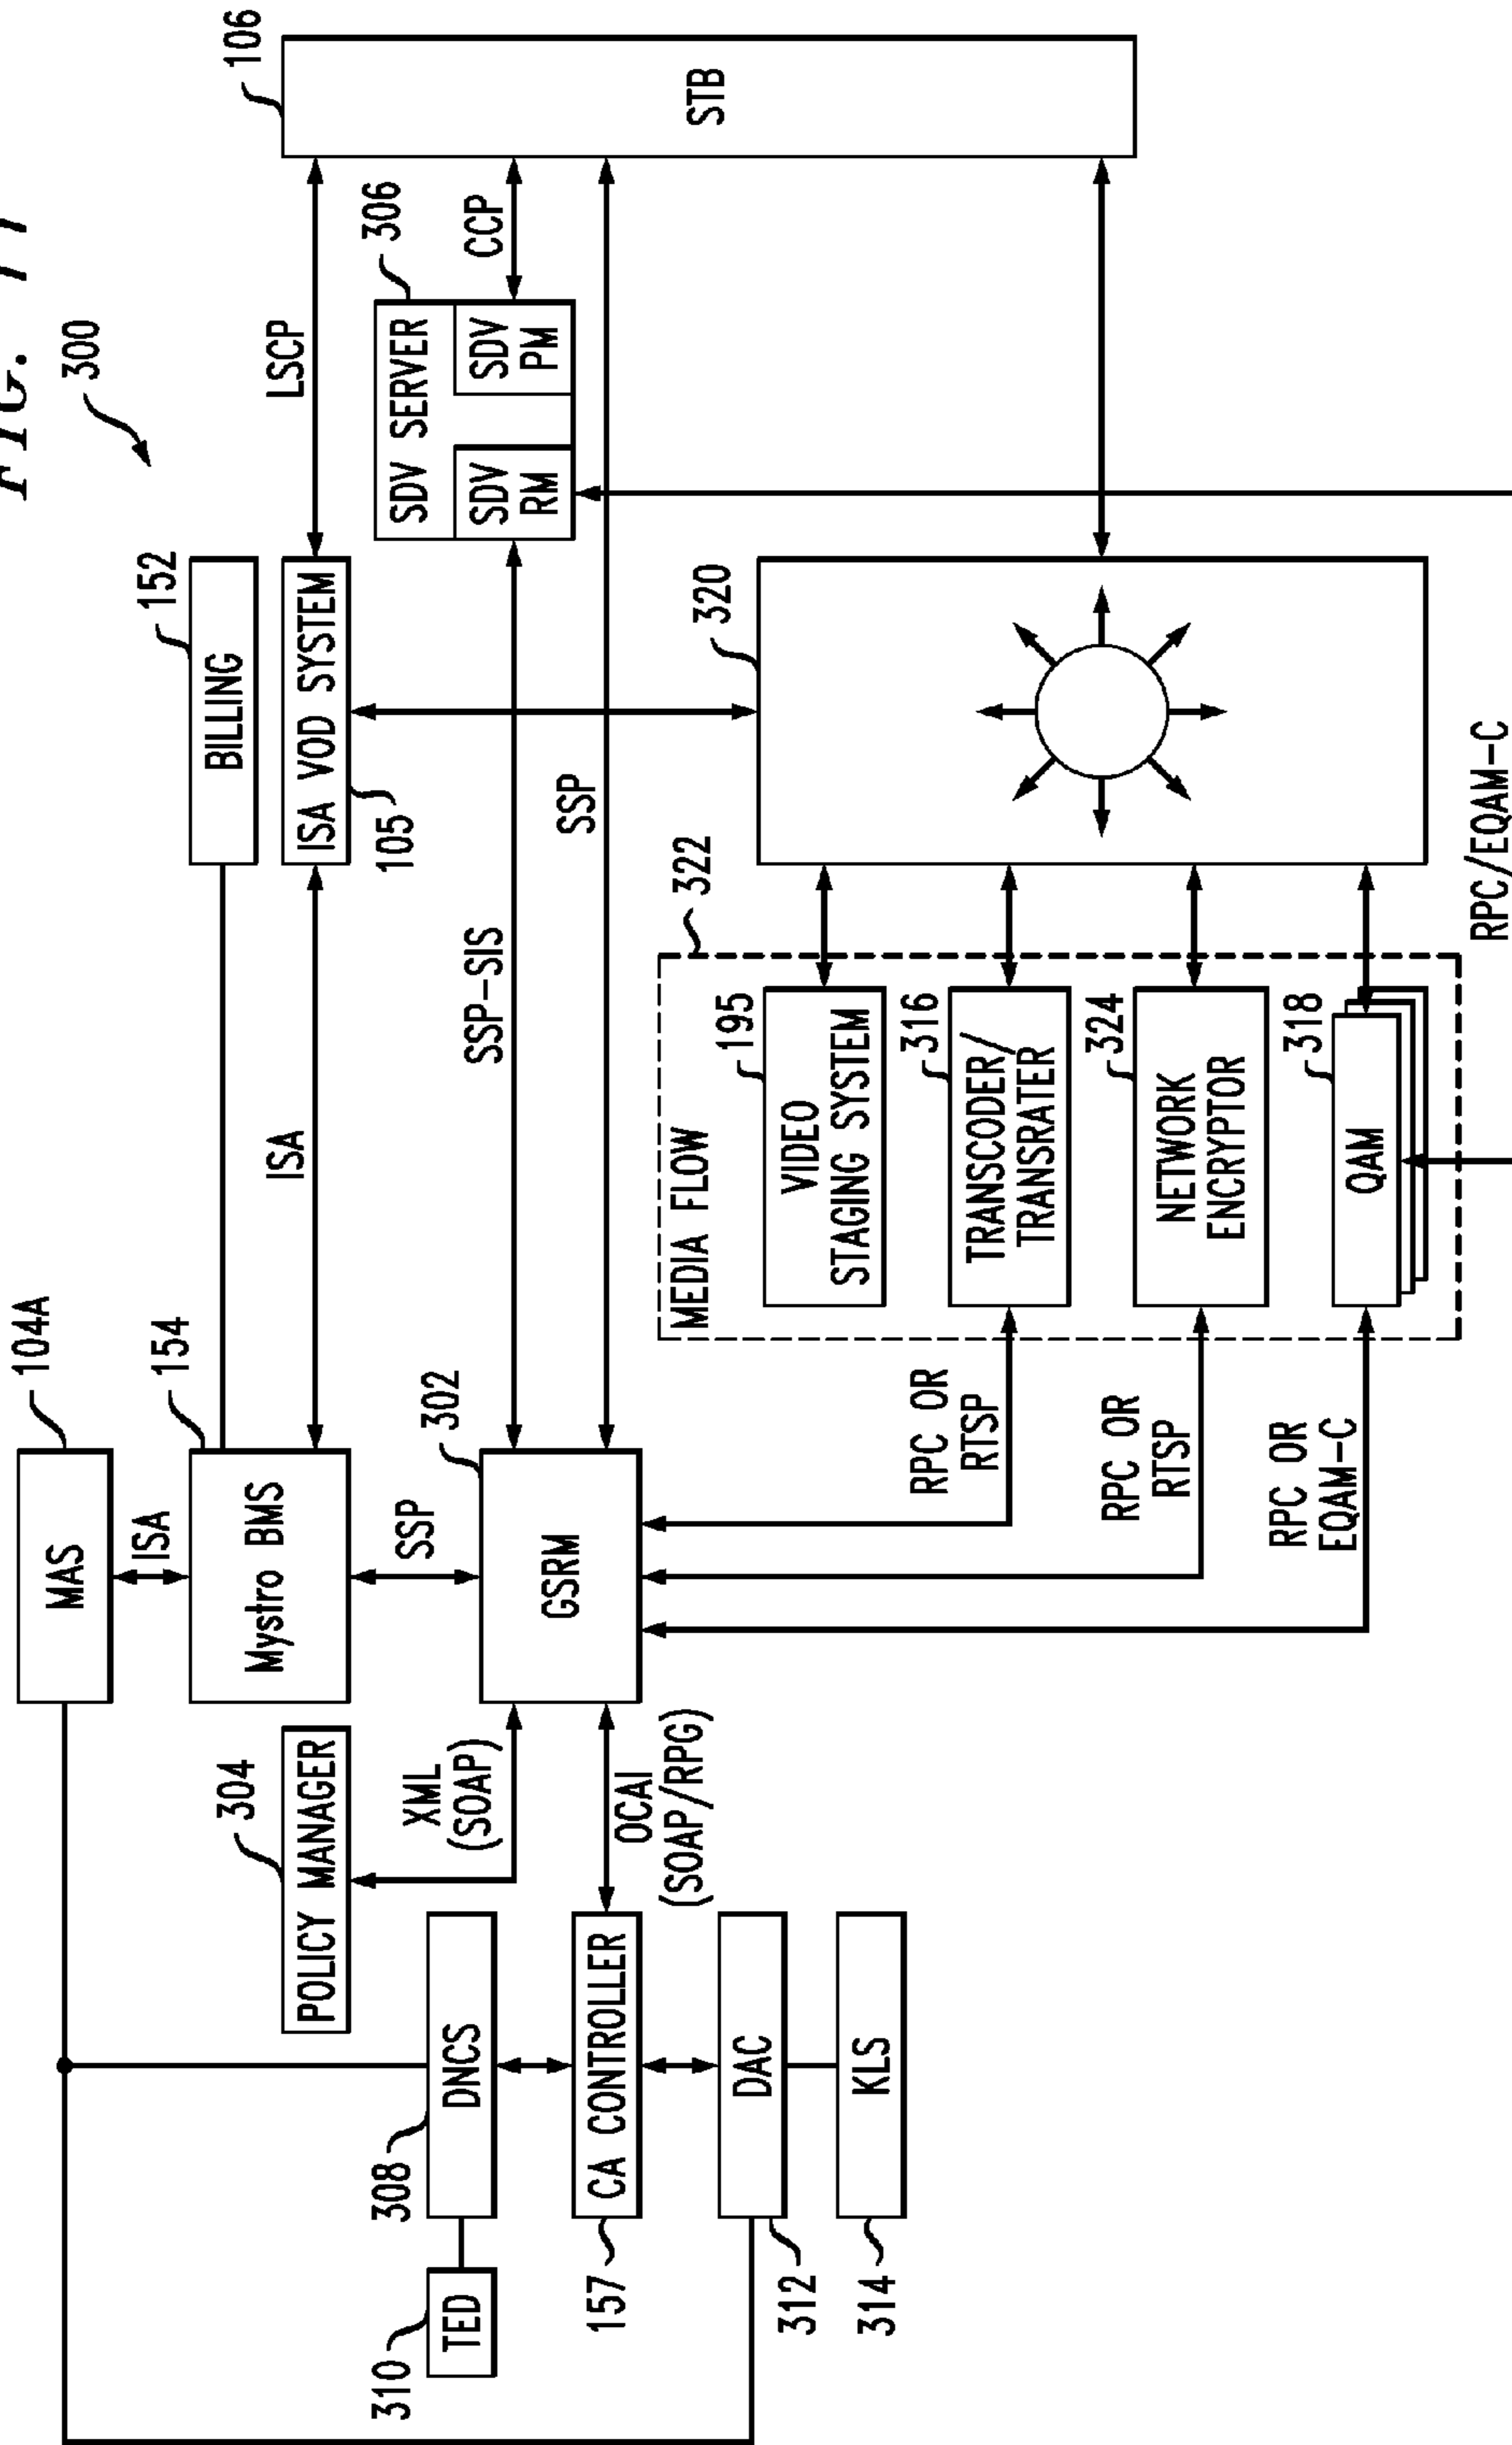 FIG. 11
300
MAS
104A
ISA
Mystro BMS
154
BILLING
152
ISA
ISA VOD SYSTEM
105
LSCP
STB
106
POLICY MANAGER
304
XML
(SOAP)
SSP
GSRM
302
SSP-SIS
SSP
SDV SERVER
306
SDV
RM
SDV
PM
CCP
TED
310
DNCS
308
CA CONTROLLER
157
OCAI
(SOAP/RPG)
DAC
312
KLS
314
RPC OR
RTSP
RPC OR
RTSP
RPC OR
EQAM-C
MEDIA FLOW
322
VIDEO
STAGING SYSTEM
195
TRANSCODER/
TRANSRATER
316
NETWORK
ENCRYPTOR
324
QAM
318
320
RPC/EQAM-C